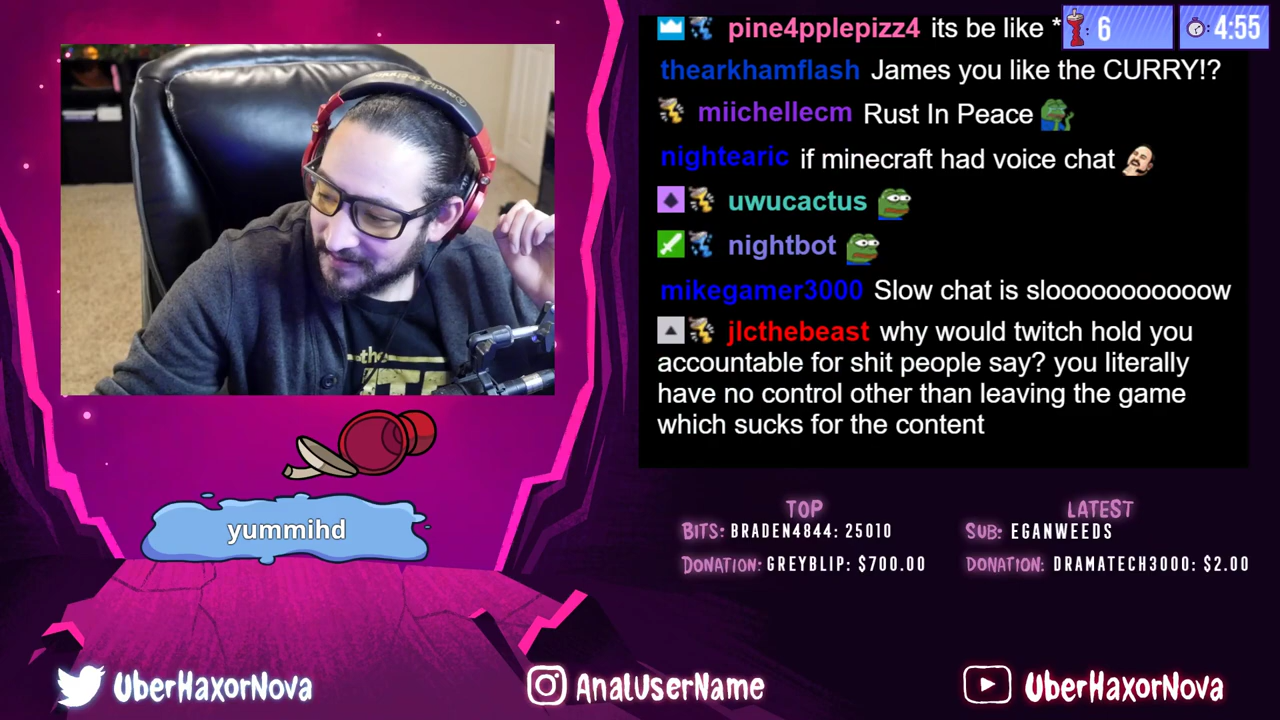 pine4pplepizz4 its be like *
: 6
: 4:55
thearkhamflash James you like the CURRY!?
miichellecm Rust In Peace
nightearic if minecraft had voice chat
uwucactus
nightbot
mikegamer3000 Slow chat is slooooooooooow
jlcthebeast why would twitch hold you
accountable for shit people say? you literally
have no control other than leaving the game
which sucks for the content
the
yummihd
TOP
BITS: BRADEN4844: 25010
DONATION: GREYBLIP: $700.00
LATEST
SUB: EGANWEEDS
DONATION: DRAMATECH3000: $2.00
UberHaxorNova
AnalUserName
UberHaxorNova